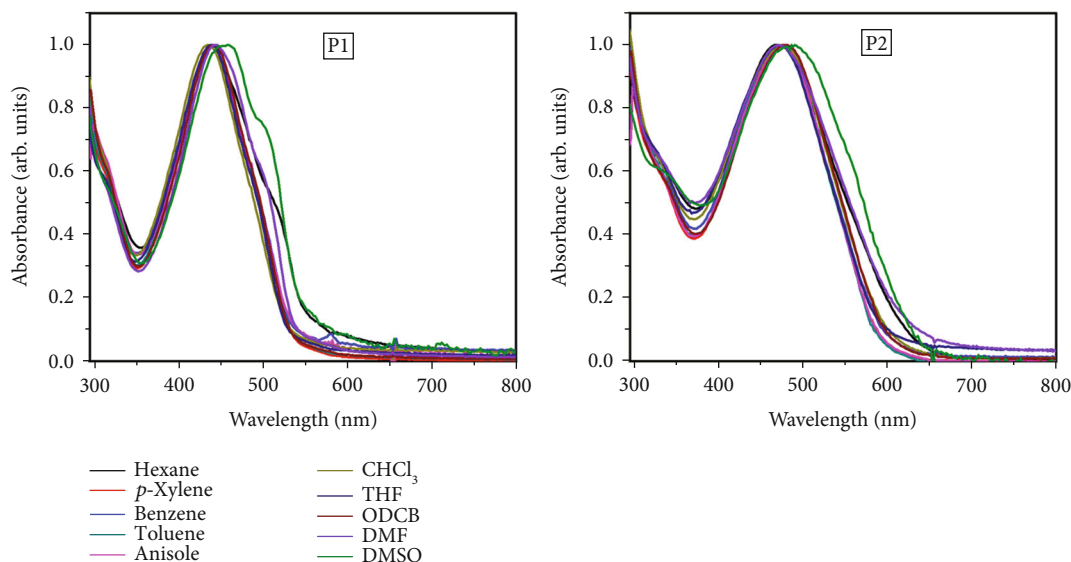 P1
Absorbance (arb. units)
1.0
0.8
0.6
0.4
0.2
0.0
300 400 500 600 700 800
Wavelength (nm)
P2
Absorbance (arb. units)
1.0
0.8
0.6
0.4
0.2
0.0
300 400 500 600 700 800
Wavelength (nm)
Hexane
p-Xylene
Benzene
Toluene
Anisole
CHCl₃
THF
ODCB
DMF
DMSO